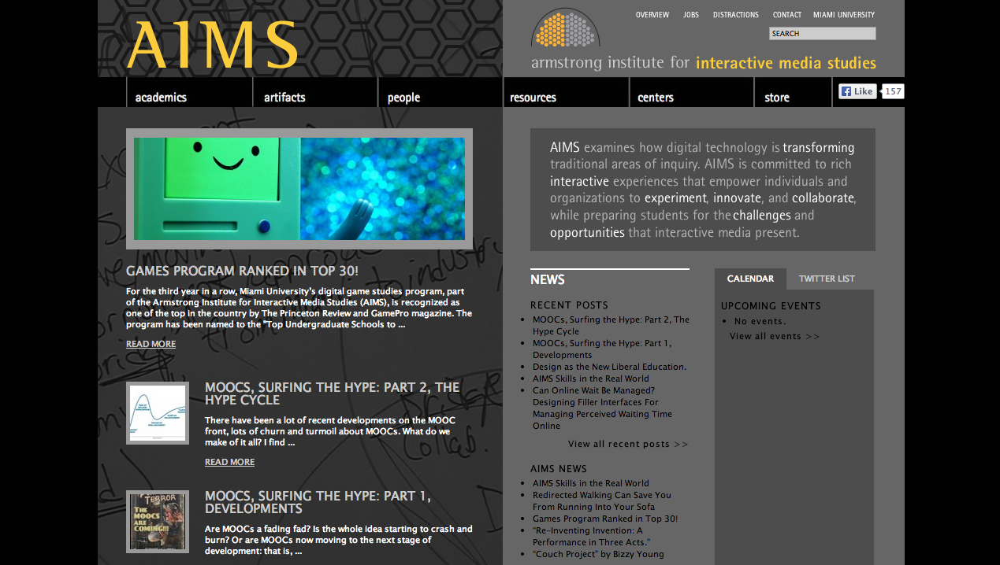 AIMS
OVERVIEW JOBS DISTRACTIONS CONTACT MIAMI UNIVERSITY
SEARCH
armstrong institute for interactive media studies
academics artifacts people resources centers store
Like 157
GAMES PROGRAM RANKED IN TOP 30!
For the third year in a row, Miami University's digital game studies program, part
of the Armstrong Institute for Interactive Media Studies (AIMS), is recognized as
one of the top in the country by The Princeton Review and GamePro magazine. The
program has been named to the "Top Undergraduate Schools to ...
READ MORE
MOOCS, SURFING THE HYPE: PART 2, THE
HYPE CYCLE
There have been a lot of recent developments on the MOOC
front, lots of churn and turmoil about MOOCs. What do we
make of it all? I find ...
READ MORE
TERROR
THE
MOOCS
ARE
COMING!!!
MOOCS, SURFING THE HYPE: PART 1,
DEVELOPMENTS
Are MOOCs a fading fad? Is the whole idea starting to crash and
burn? Or are MOOCs now moving to the next stage of
development: that is, ...
AIMS examines how digital technology is transforming
traditional areas of inquiry. AIMS is committed to rich
interactive experiences that empower individuals and
organizations to experiment, innovate, and collaborate,
while preparing students for the challenges and
opportunities that interactive media present.
NEWS
RECENT POSTS
• MOOCs, Surfing the Hype: Part 2, The
Hype Cycle
• MOOCs, Surfing the Hype: Part 1,
Developments
• Design as the New Liberal Education.
• AIMS Skills in the Real World
• Can Online Wait Be Managed?
Designing Filler Interfaces For
Managing Perceived Waiting Time
Online
View all recent posts >>
AIMS NEWS
• AIMS Skills in the Real World
• Redirected Walking Can Save You
From Running Into Your Sofa
• Games Program Ranked in Top 30!
• "Re-Inventing Invention: A
Performance in Three Acts."
• "Couch Project" by Bizzy Young
CALENDAR TWITTER LIST
UPCOMING EVENTS
• No events.
View all events >>